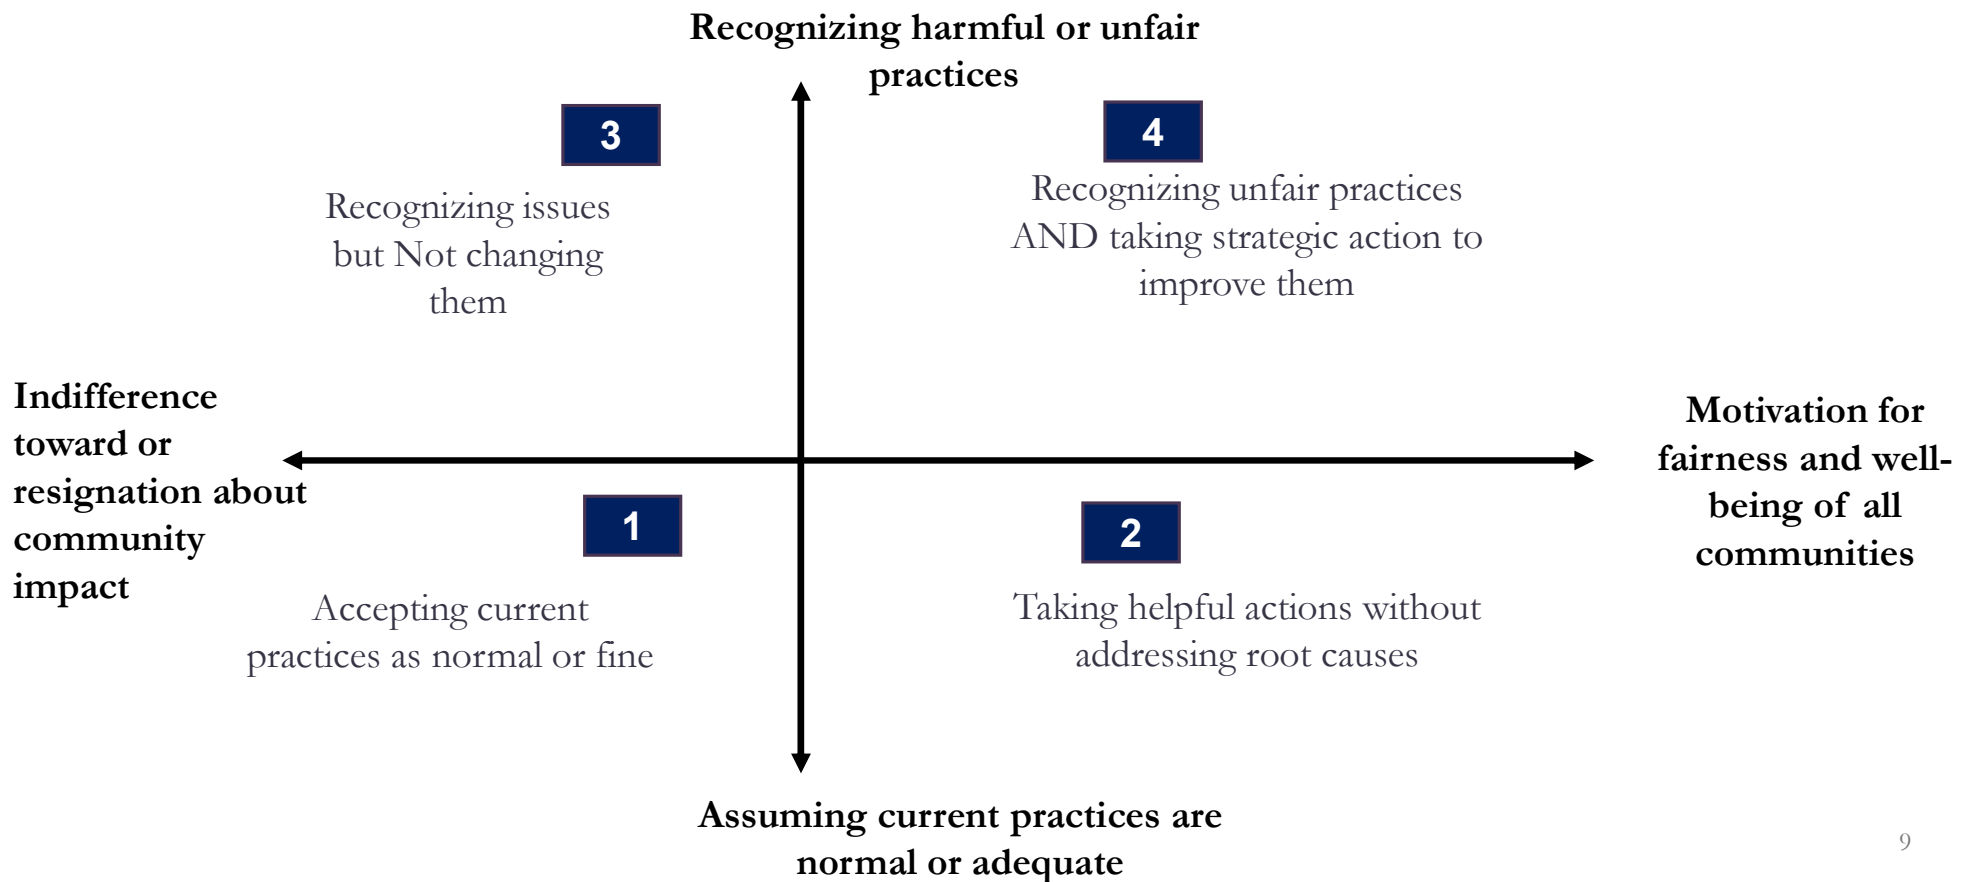 Recognizing harmful or unfair
practices
3
Recognizing issues
but Not changing
them
4
Recognizing unfair practices
AND taking strategic action to
improve them
Indifference
toward or
resignation about
community
impact
Motivation for
fairness and well-
being of all
communities
1
Accepting current
practices as normal or fine
2
Taking helpful actions without
addressing root causes
Assuming current practices are
normal or adequate
9